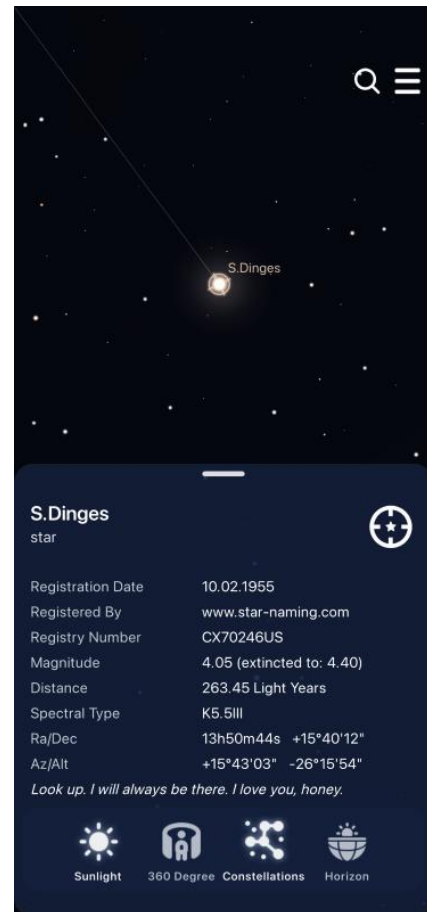 S.Dinges
S.Dinges
star
Registration Date 10.02.1955
Registered By www.star-naming.com
Registry Number CX70246US
Magnitude 4.05 (extincted to: 4.40)
Distance 263.45 Light Years
Spectral Type K5.5III
Ra/Dec 13h50m44s +15°40'12"
Az/Alt +15°43'03" -26°15'54"
Look up. I will always be there. I love you, honey.
Sunlight 360 Degree Constellations Horizon